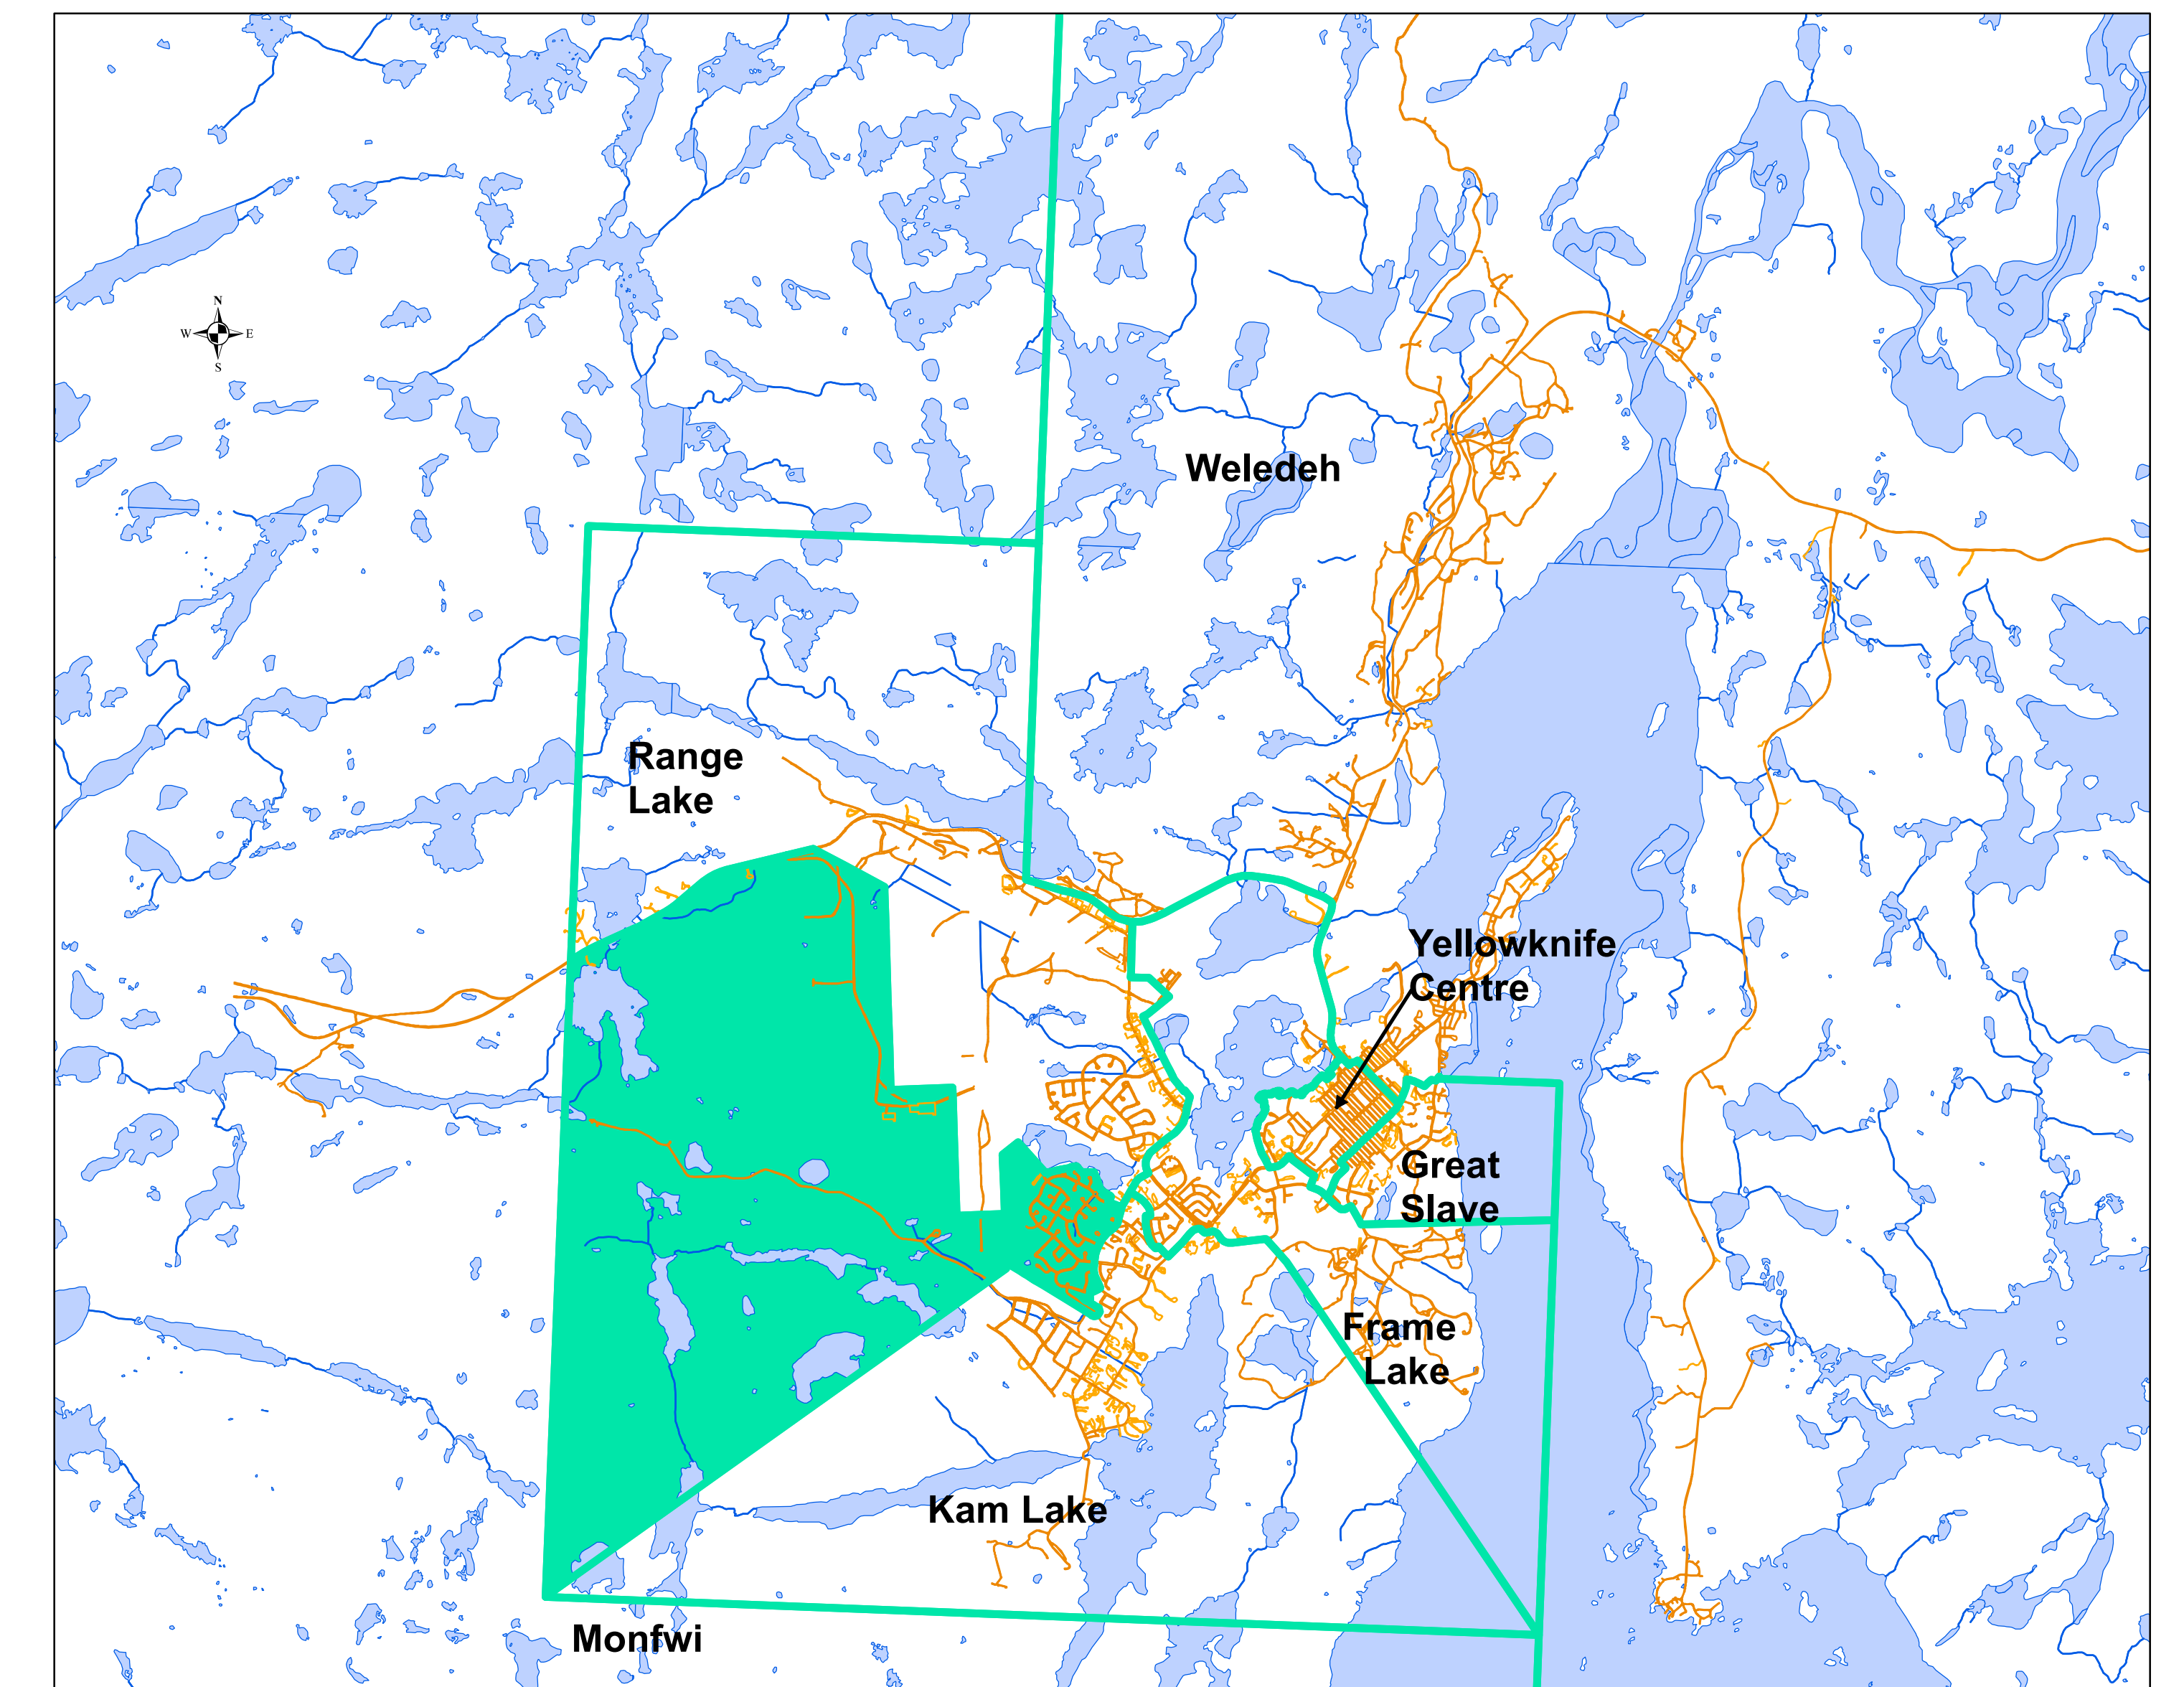 N
W E
S
Weledeh
Range
Lake
Yellowknife
Centre
Great
Slave
Frame
Lake
Kam Lake
Monfwi